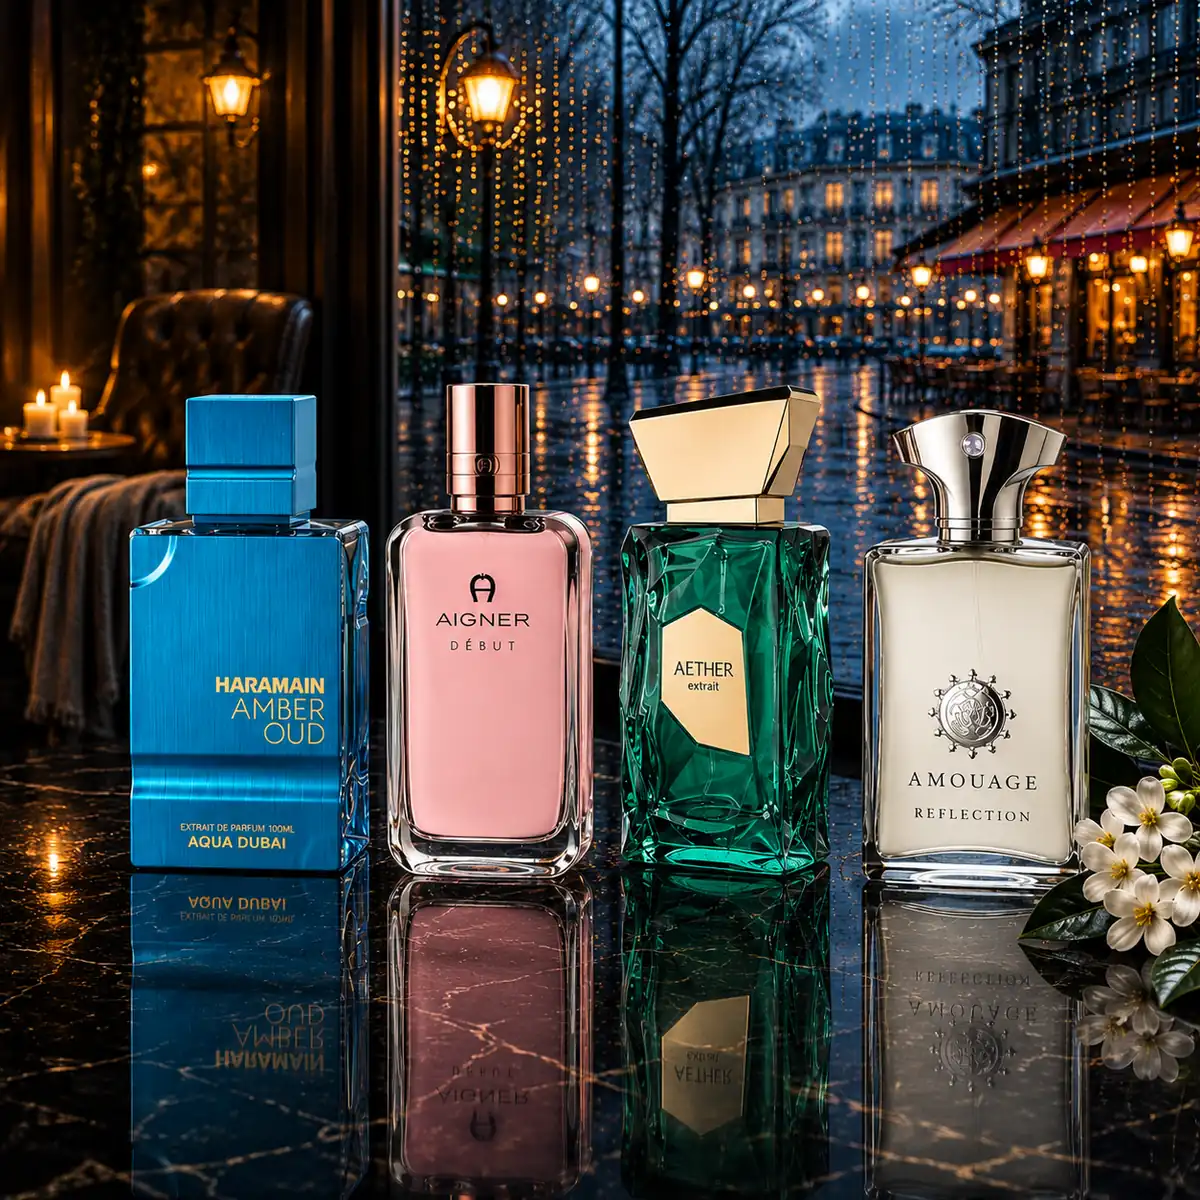 HARAMAIN
AMBER
OUD
EXTRAIT DE PARFUM 100ML
AQUA DUBAI
AIGNER
DÉBUT
AETHER
extrait
AMOUAGE
REFLECTION